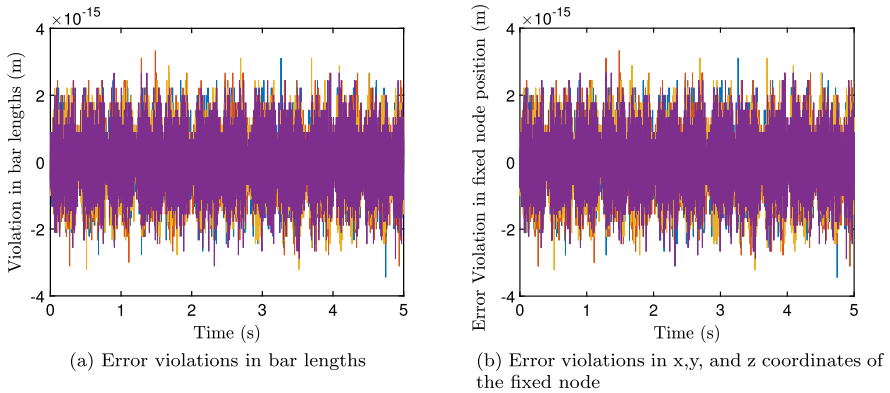 ×10⁻¹⁵
4
2
0
-2
-4
0 1 2 3 4 5
Violation in bar lengths (m)
Time (s)
(a) Error violations in bar lengths
×10⁻¹⁵
4
2
0
-2
-4
0 1 2 3 4 5
Error Violation in fixed node position (m)
Time (s)
(b) Error violations in x,y, and z coordinates of
the fixed node